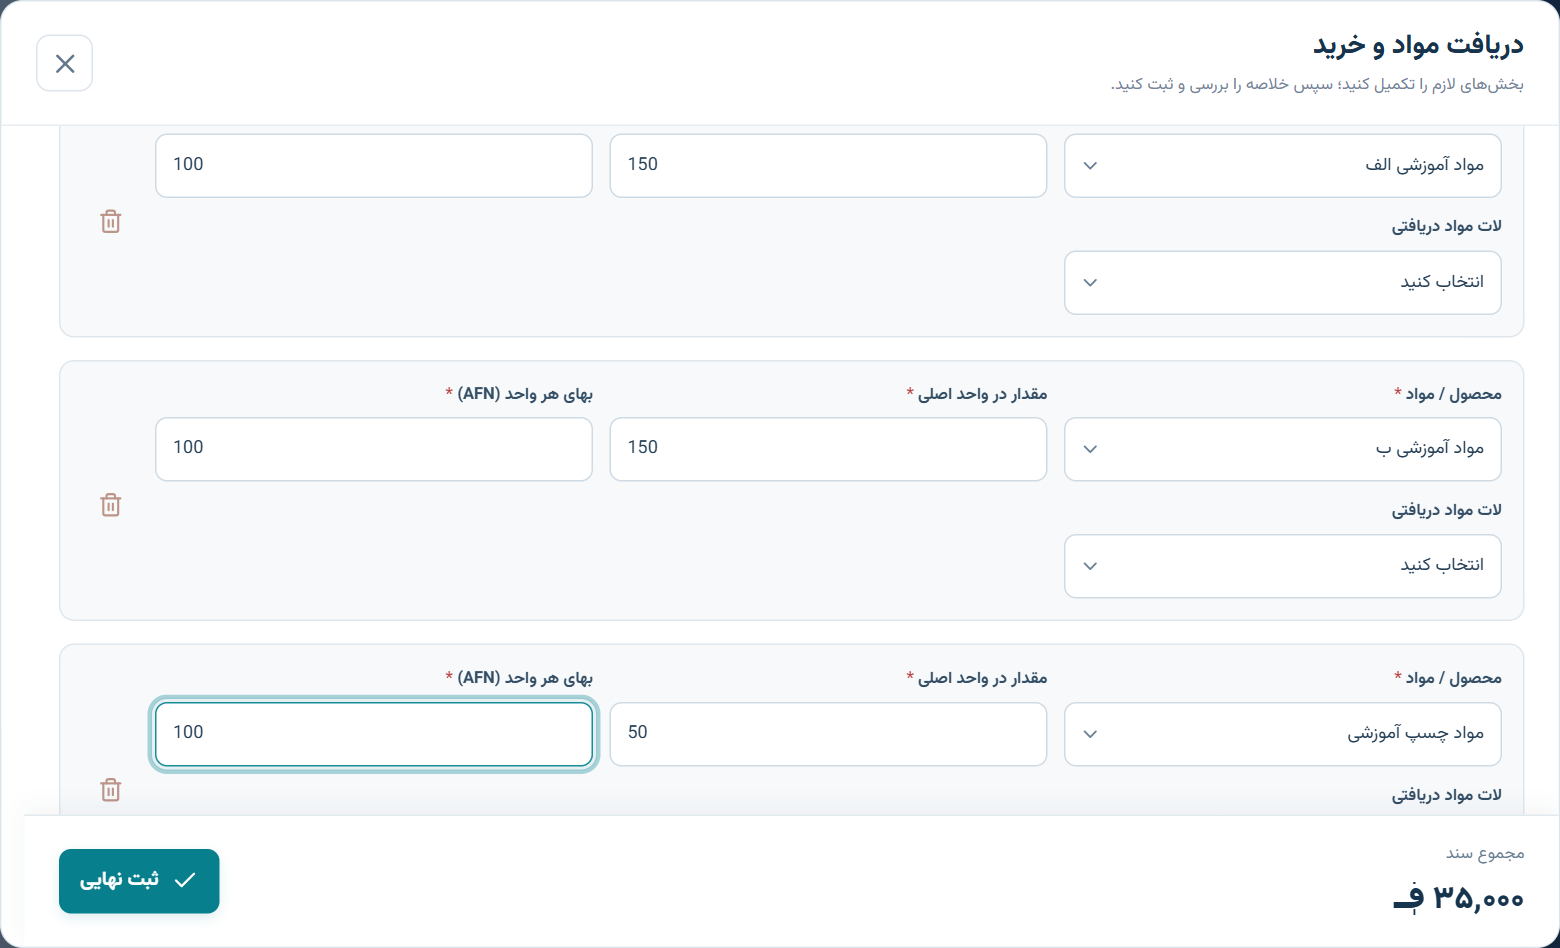 دریافت مواد و خرید
بخش‌های لازم را تکمیل کنید؛ سپس خلاصه را بررسی و ثبت کنید.
مواد آموزشی الف
150
100
لات مواد دریافتی
انتخاب کنید
محصول / مواد *
مقدار در واحد اصلی *
بهای هر واحد (AFN) *
مواد آموزشی ب
150
100
لات مواد دریافتی
انتخاب کنید
محصول / مواد *
مقدار در واحد اصلی *
بهای هر واحد (AFN) *
مواد چسپ آموزشی
50
100
لات مواد دریافتی
مجموع سند
۳۵,۰۰۰ ؋
ثبت نهایی